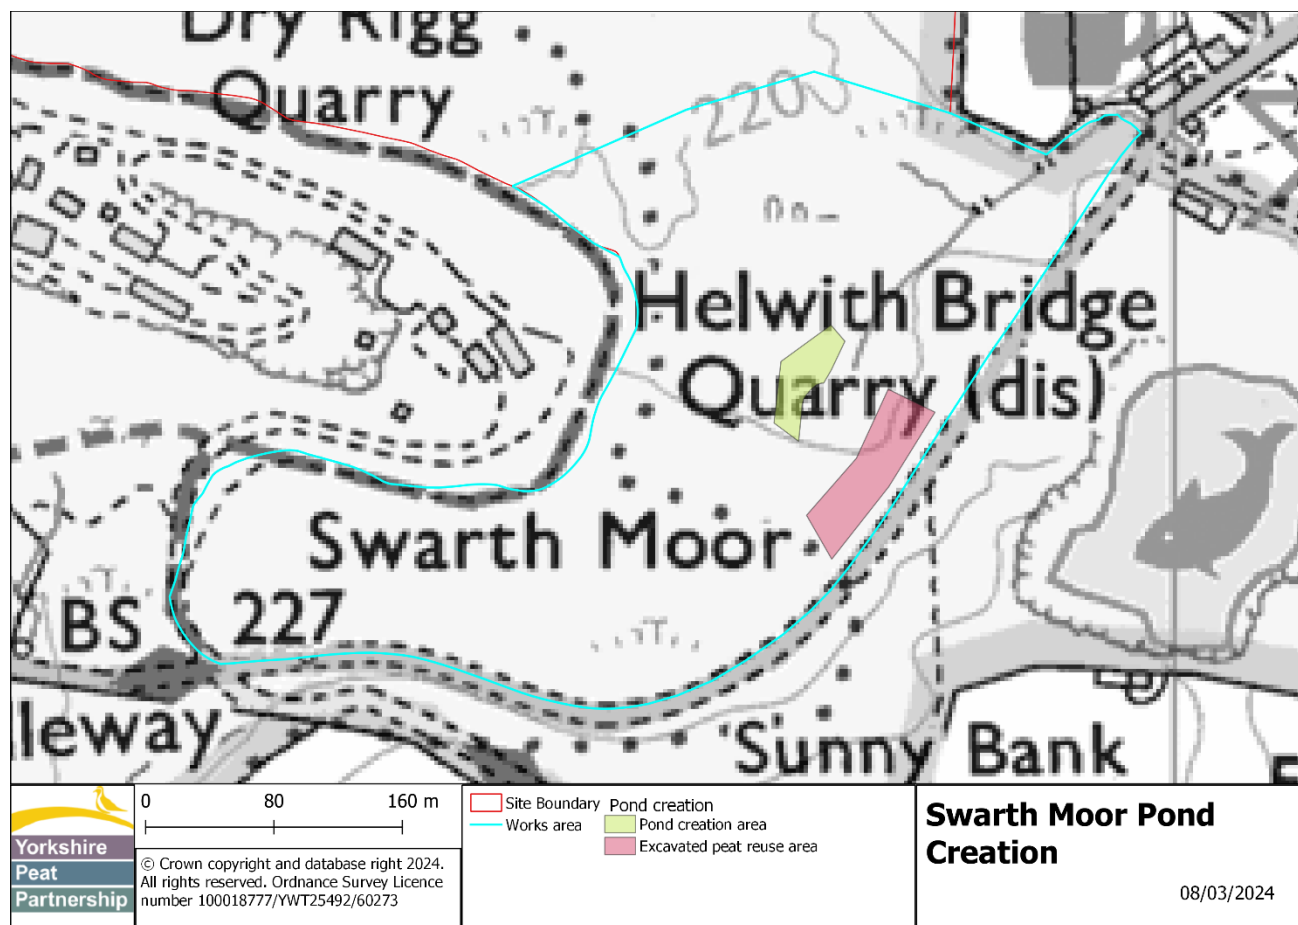 Dry Rigg
Quarry
220
Helwith Bridge
Quarry (dis)
Swarth Moor
BS 227
lleway
Sunny Bank
0 80 160 m
© Crown copyright and database right 2024.
All rights reserved. Ordnance Survey Licence
number 100018777/YWT25492/60273
Yorkshire
Peat
Partnership
Site Boundary
Works area
Pond creation
Pond creation area
Excavated peat reuse area
Swarth Moor Pond
Creation
08/03/2024